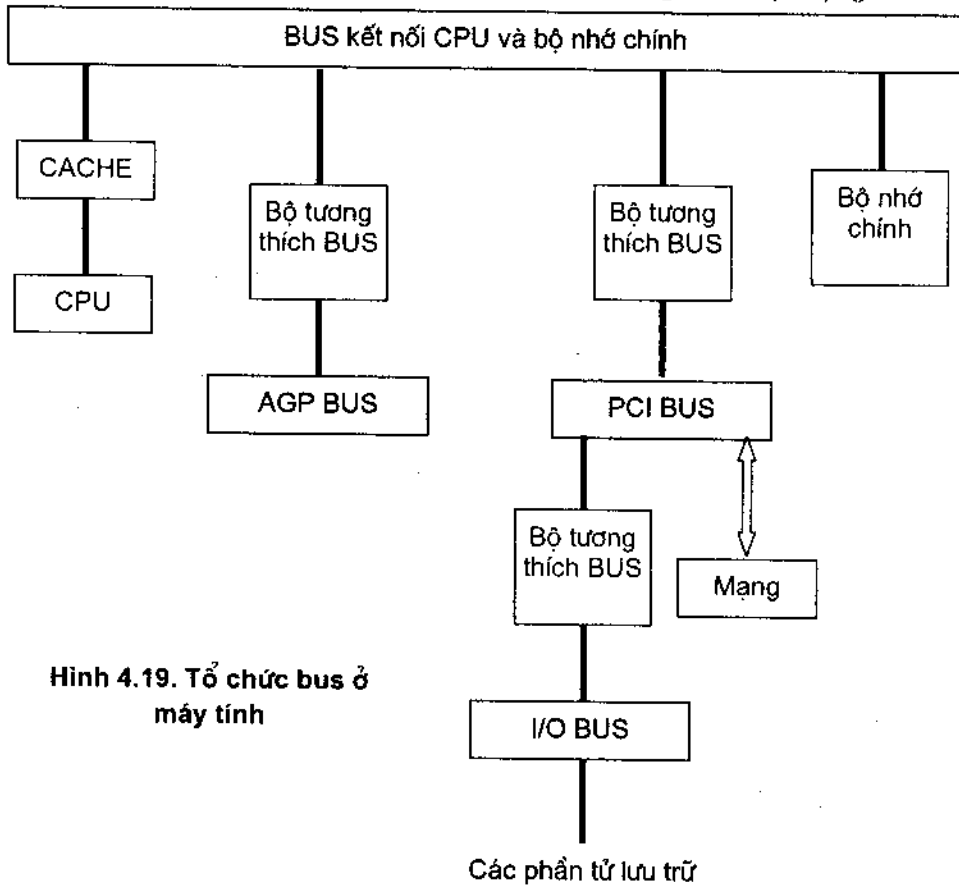 BUS kết nối CPU và bộ nhớ chính
CACHE
CPU
Bộ tương
thích BUS
AGP BUS
Bộ tương
thích BUS
PCI BUS
Bộ nhớ
chính
Bộ tương
thích BUS
Mạng
I/O BUS
Các phần tử lưu trữ
Hình 4.19. Tổ chức bus ở
máy tính